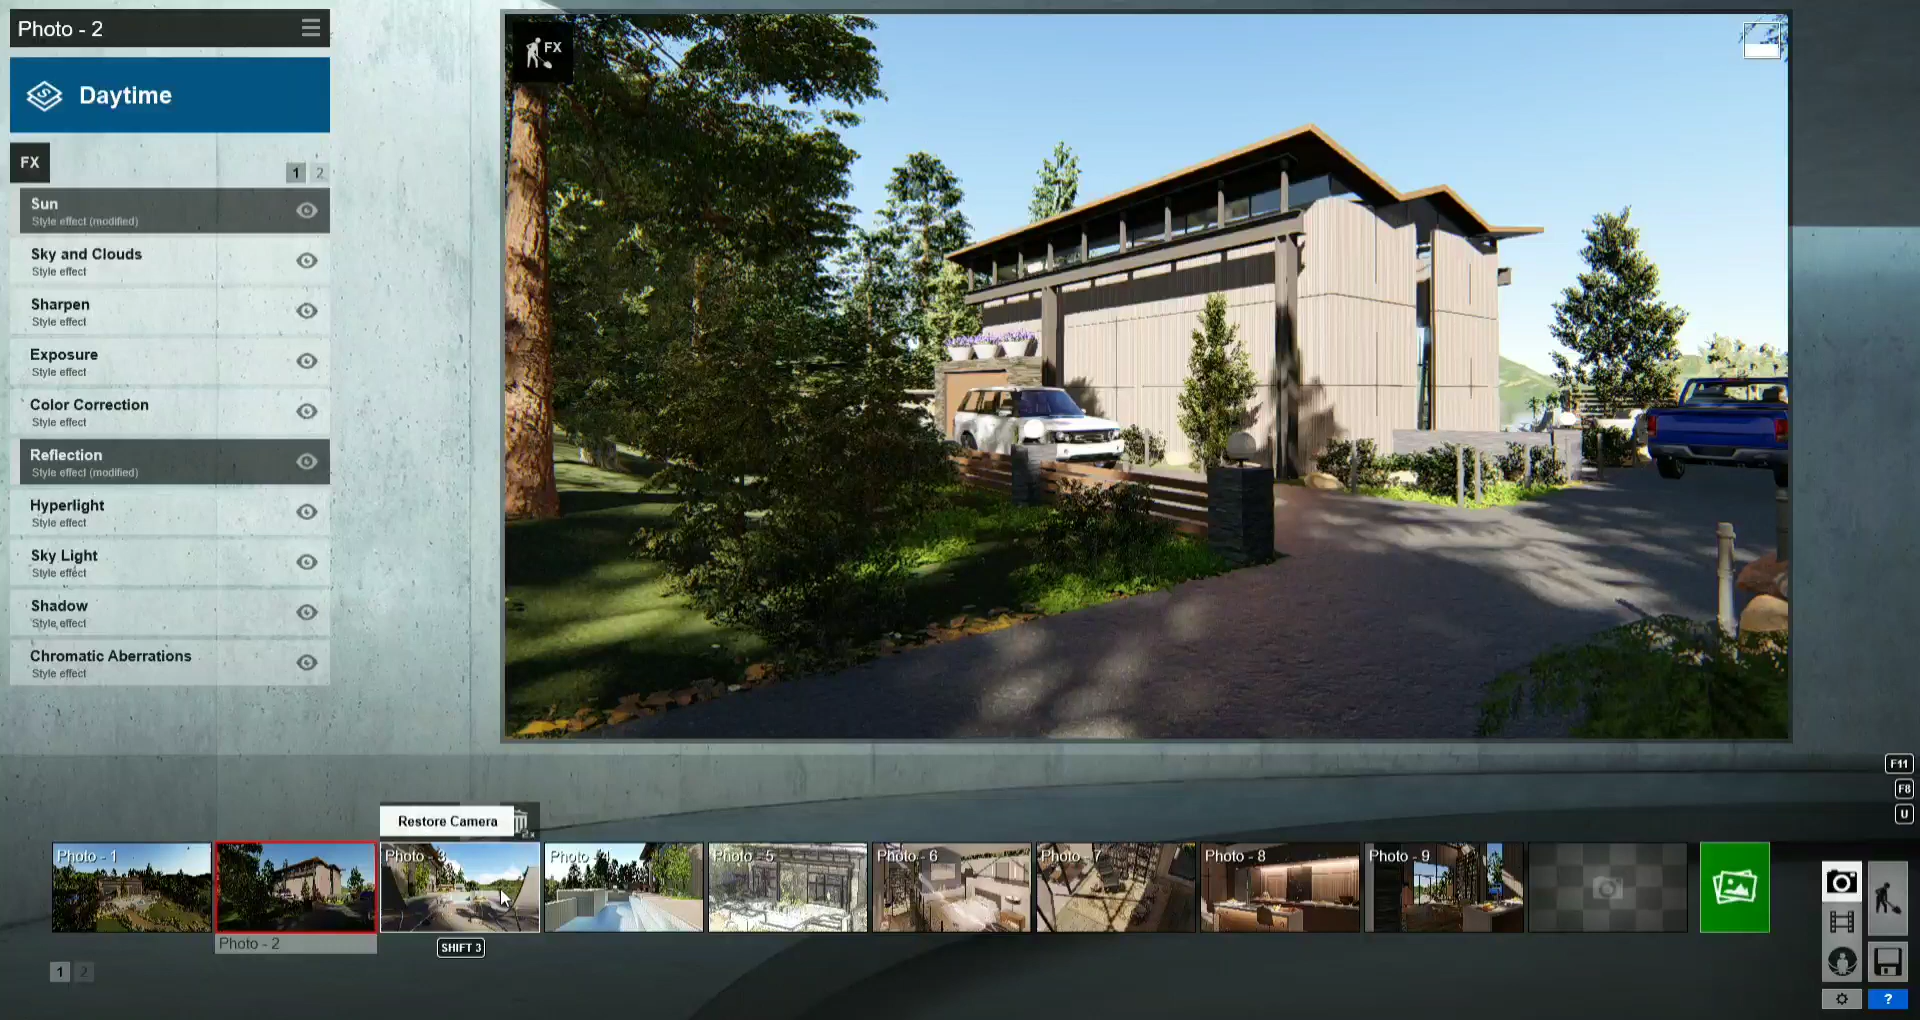 Photo - 2
Daytime
FX
FX
1 2
Sun
Style effect (modified)
Sky and Clouds
Style effect
Sharpen
Style effect
Exposure
Style effect
Color Correction
Style effect
Reflection
Style effect (modified)
Hyperlight
Style effect
Sky Light
Style effect
Shadow
Style effect
Chromatic Aberrations
Style effect
F11
F8
U
Restore Camera
2x
Photo - 1
Photo - 3
Photo - 4
Photo - 5
Photo - 6
Photo - 7
Photo - 8
Photo - 9
Photo - 2
SHIFT 3
1 2
?